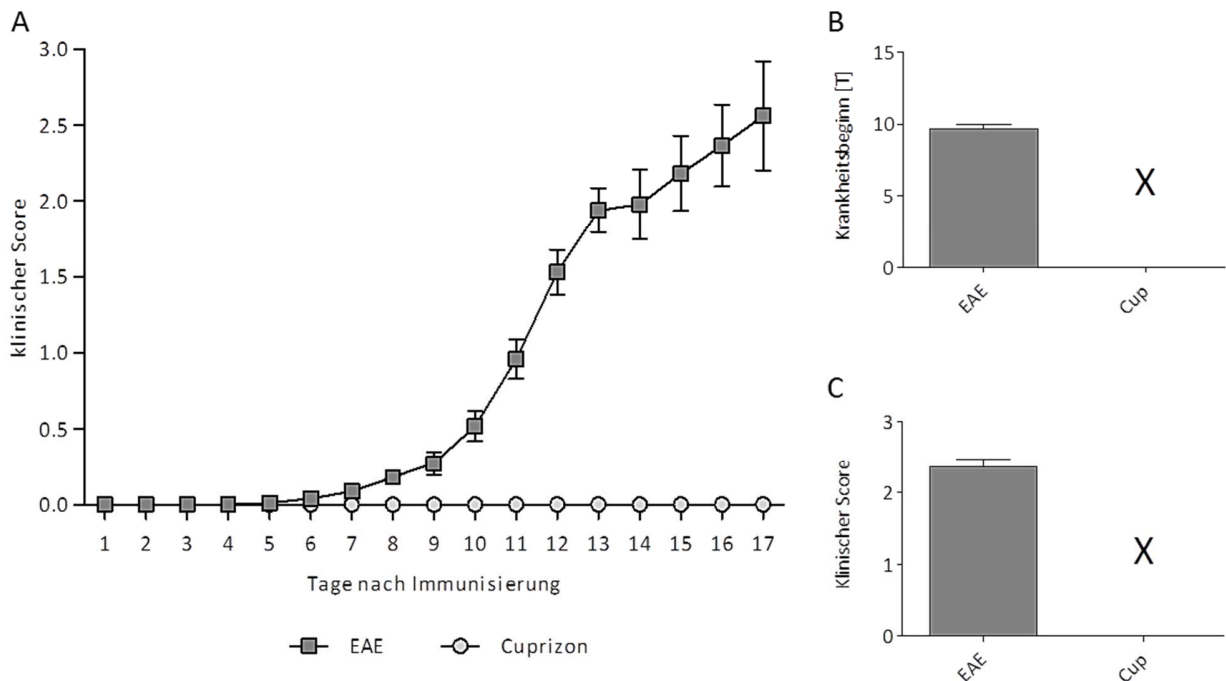 A
3.0
2.5
2.0
1.5
1.0
0.5
0.0
klinischer Score
1 2 3 4 5 6 7 8 9 10 11 12 13 14 15 16 17
Tage nach Immunisierung
EAE Cuprizon
B
15
10
5
0
Krankheitsbeginn [T]
X
EAE Cup
C
3
2
1
0
Klinischer Score
X
EAE Cup